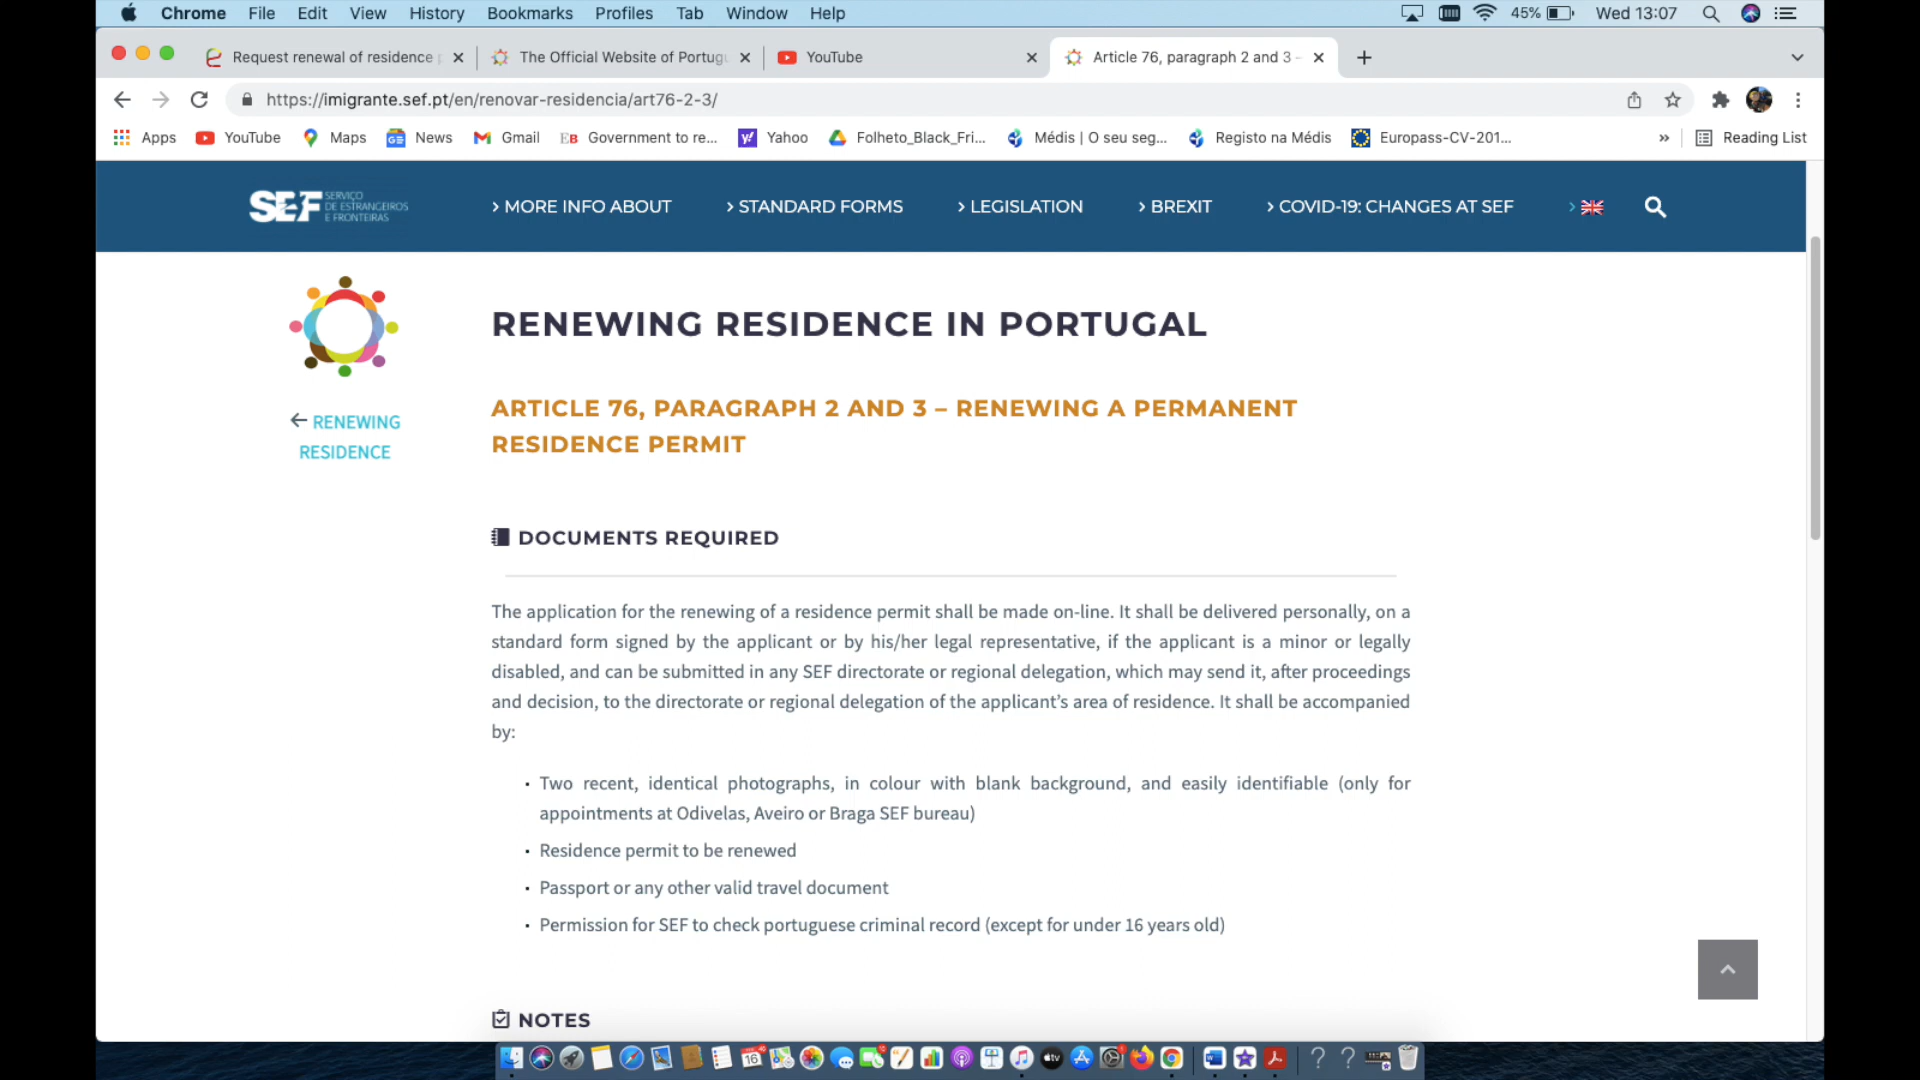 Chrome File Edit View History Bookmarks Profiles Tab Window Help 45% Wed 13:07
Request renewal of residence The Official Website of Portug YouTube Article 76, paragraph 2 and 3 -
https://imigrante.sef.pt/en/renovar-residencia/art76-2-3/
Apps YouTube Maps News Gmail EB Government to re... Yahoo Folheto_Black_Fri... Médis | O seu seg... Registo na Médis Europass-CV-201... » Reading List
SEF SERVIÇO
DE ESTRANGEIROS
E FRONTEIRAS
› MORE INFO ABOUT › STANDARD FORMS › LEGISLATION › BREXIT › COVID-19: CHANGES AT SEF
RENEWING RESIDENCE IN PORTUGAL
← RENEWING
RESIDENCE
ARTICLE 76, PARAGRAPH 2 AND 3 – RENEWING A PERMANENT
RESIDENCE PERMIT
DOCUMENTS REQUIRED
The application for the renewing of a residence permit shall be made on-line. It shall be delivered personally, on a
standard form signed by the applicant or by his/her legal representative, if the applicant is a minor or legally
disabled, and can be submitted in any SEF directorate or regional delegation, which may send it, after proceedings
and decision, to the directorate or regional delegation of the applicant's area of residence. It shall be accompanied
by:
• Two recent, identical photographs, in colour with blank background, and easily identifiable (only for
appointments at Odivelas, Aveiro or Braga SEF bureau)
• Residence permit to be renewed
• Passport or any other valid travel document
• Permission for SEF to check portuguese criminal record (except for under 16 years old)
NOTES
16 tv